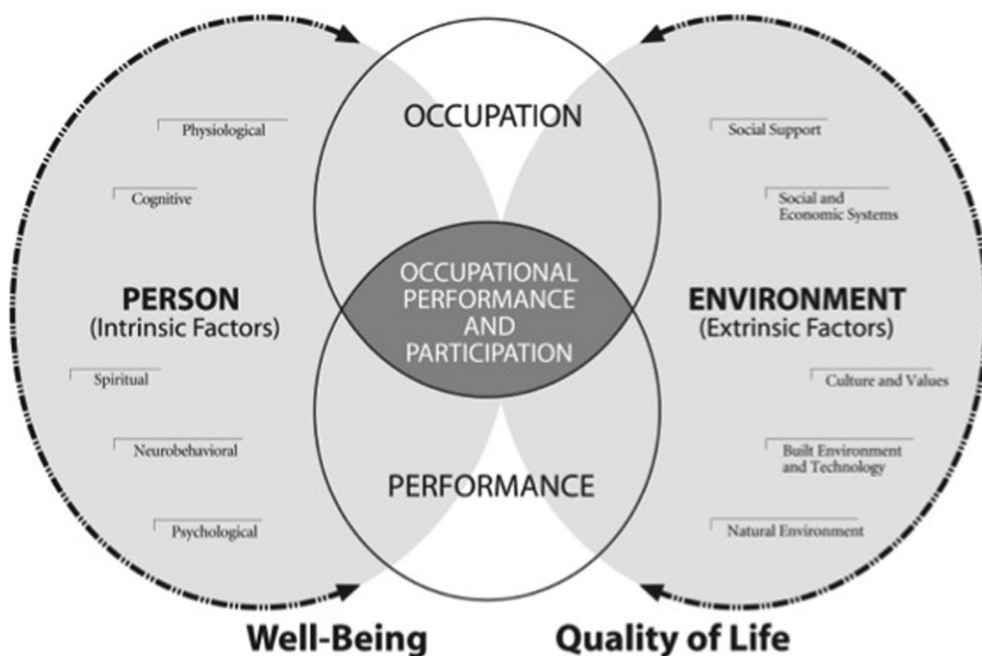 OCCUPATION
Physiological
Cognitive
PERSON
(Intrinsic Factors)
Spiritual
Neurobehavioral
Psychological
OCCUPATIONAL
PERFORMANCE
AND
PARTICIPATION
PERFORMANCE
Social Support
Social and
Economic Systems
ENVIRONMENT
(Extrinsic Factors)
Culture and Values
Built Environment
and Technology
Natural Environment
Well-Being
Quality of Life